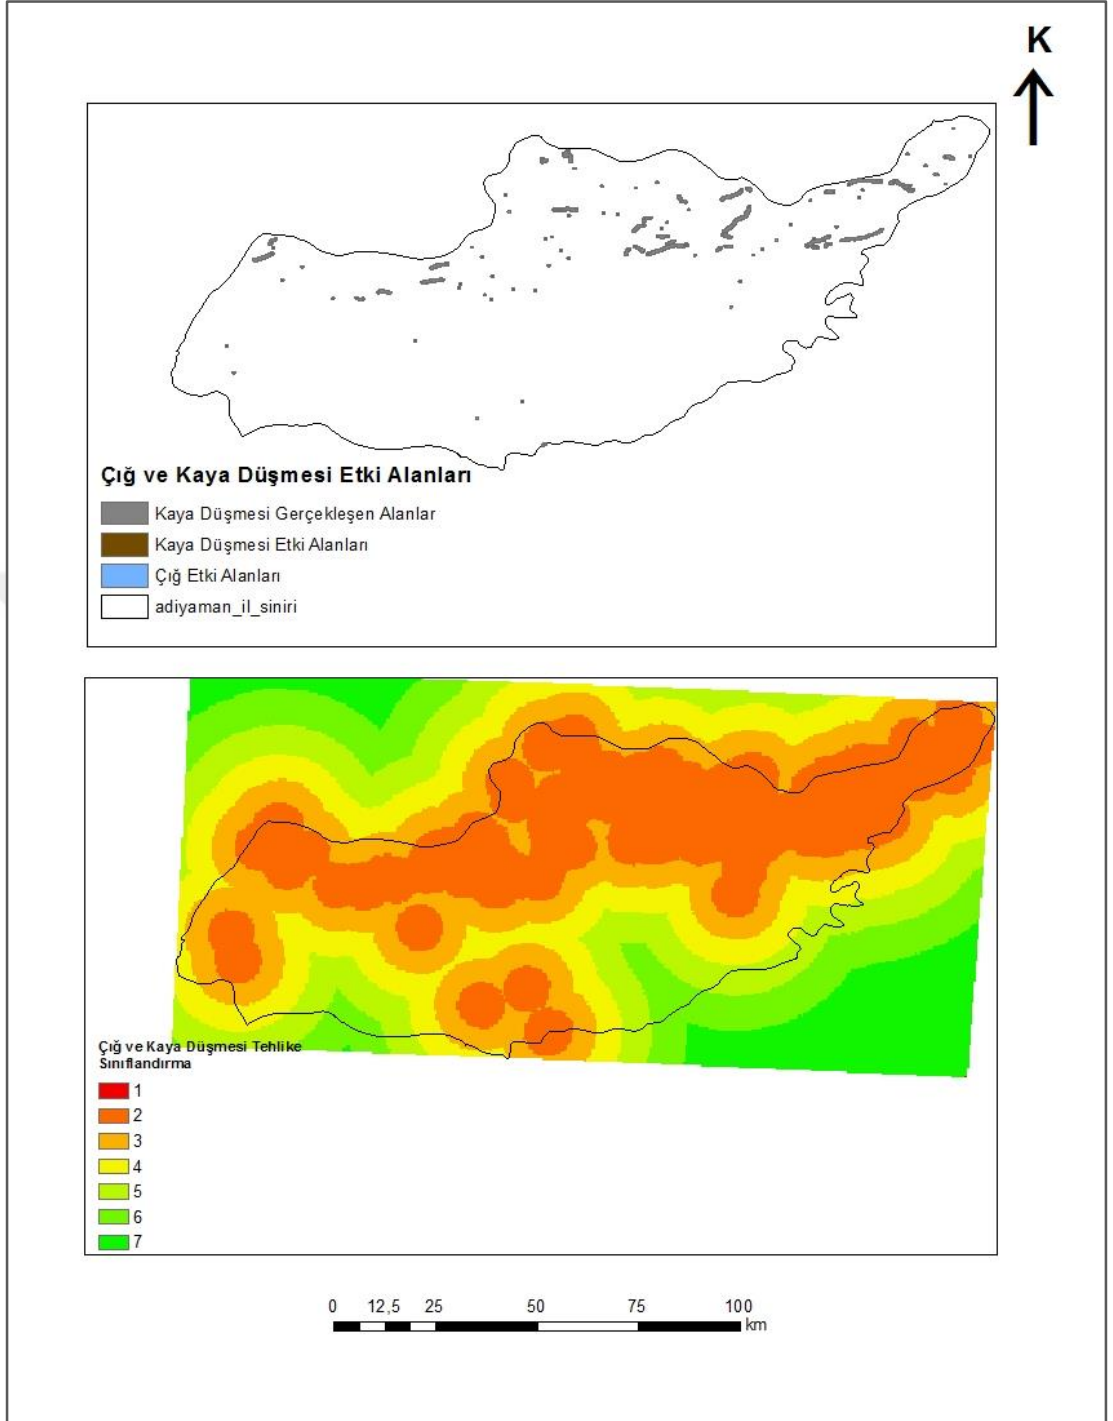 K
Çığ ve Kaya Düşmesi Etki Alanları
Kaya Düşmesi Gerçekleşen Alanlar
Kaya Düşmesi Etki Alanları
Çığ Etki Alanları
adiyaman_il_siniri
Çığ ve Kaya Düşmesi Tehlike
Sınıflandırma
1
2
3
4
5
6
7
0 12,5 25 50 75 100
km